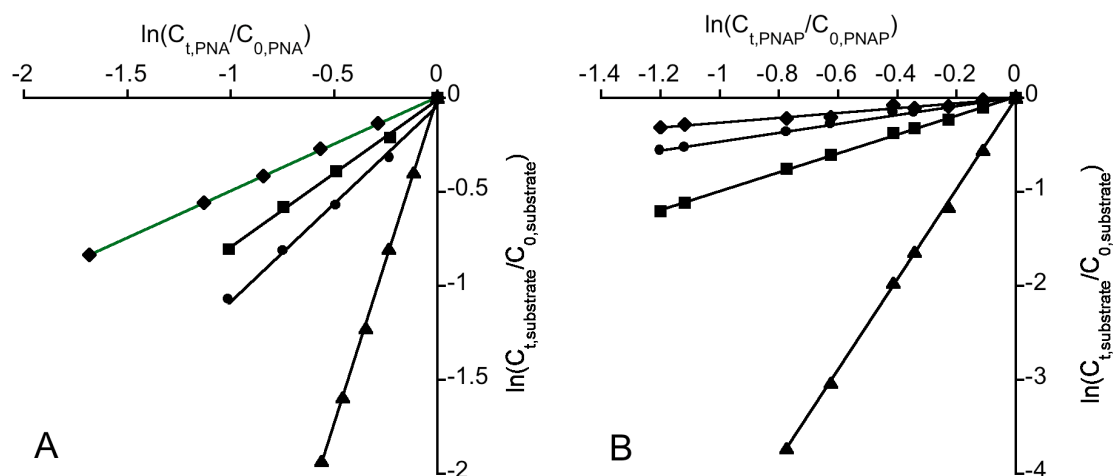 ln(C_t,PNA/C_0,PNA)
-2 -1.5 -1 -0.5 0
0
-0.5
-1
-1.5
-2
ln(C_t,substrate/C_0,substrate)
A
ln(C_t,PNAP/C_0,PNAP)
-1.4 -1.2 -1 -0.8 -0.6 -0.4 -0.2 0
0
-1
-2
-3
-4
ln(C_t,substrate/C_0,substrate)
B